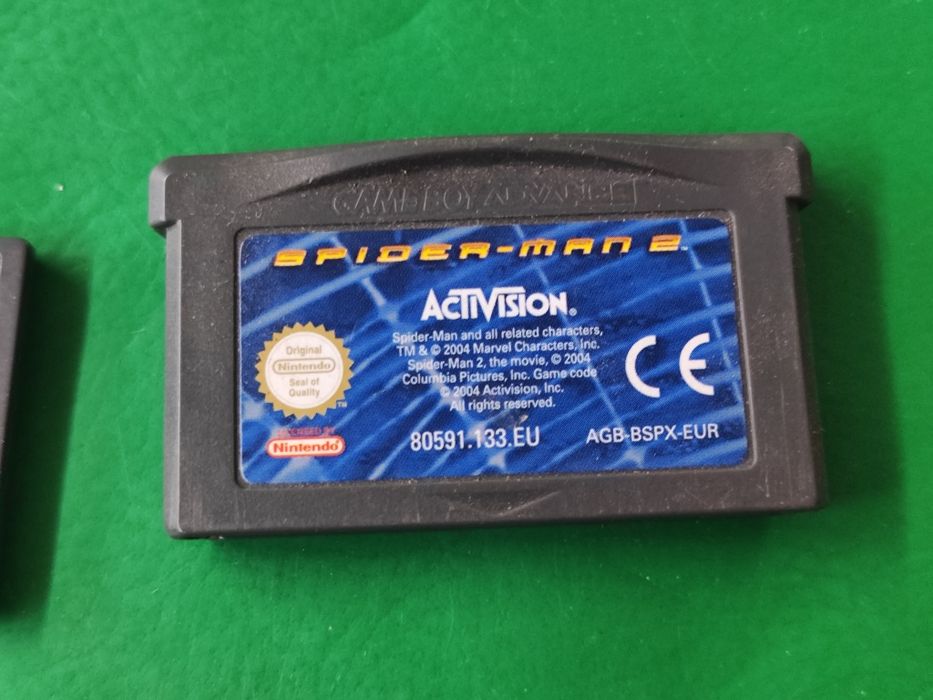 GAME BOY ADVANCE
SPIDER-MAN 2™
ACTIVISION®
Spider-Man and all related characters,
TM & © 2004 Marvel Characters, Inc.
Spider-Man 2, the movie, © 2004
Columbia Pictures, Inc. Game code
© 2004 Activision, Inc.
All rights reserved.
CE
Original
Nintendo
Seal of
Quality
TM
LICENSED BY
Nintendo®
80591.133.EU
AGB-BSPX-EUR